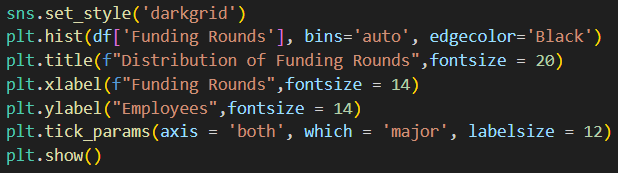 sns.set_style('darkgrid')
plt.hist(df['Funding Rounds'], bins='auto', edgecolor='Black')
plt.title(f"Distribution of Funding Rounds",fontsize = 20)
plt.xlabel(f"Funding Rounds",fontsize = 14)
plt.ylabel("Employees",fontsize = 14)
plt.tick_params(axis = 'both', which = 'major', labelsize = 12)
plt.show()